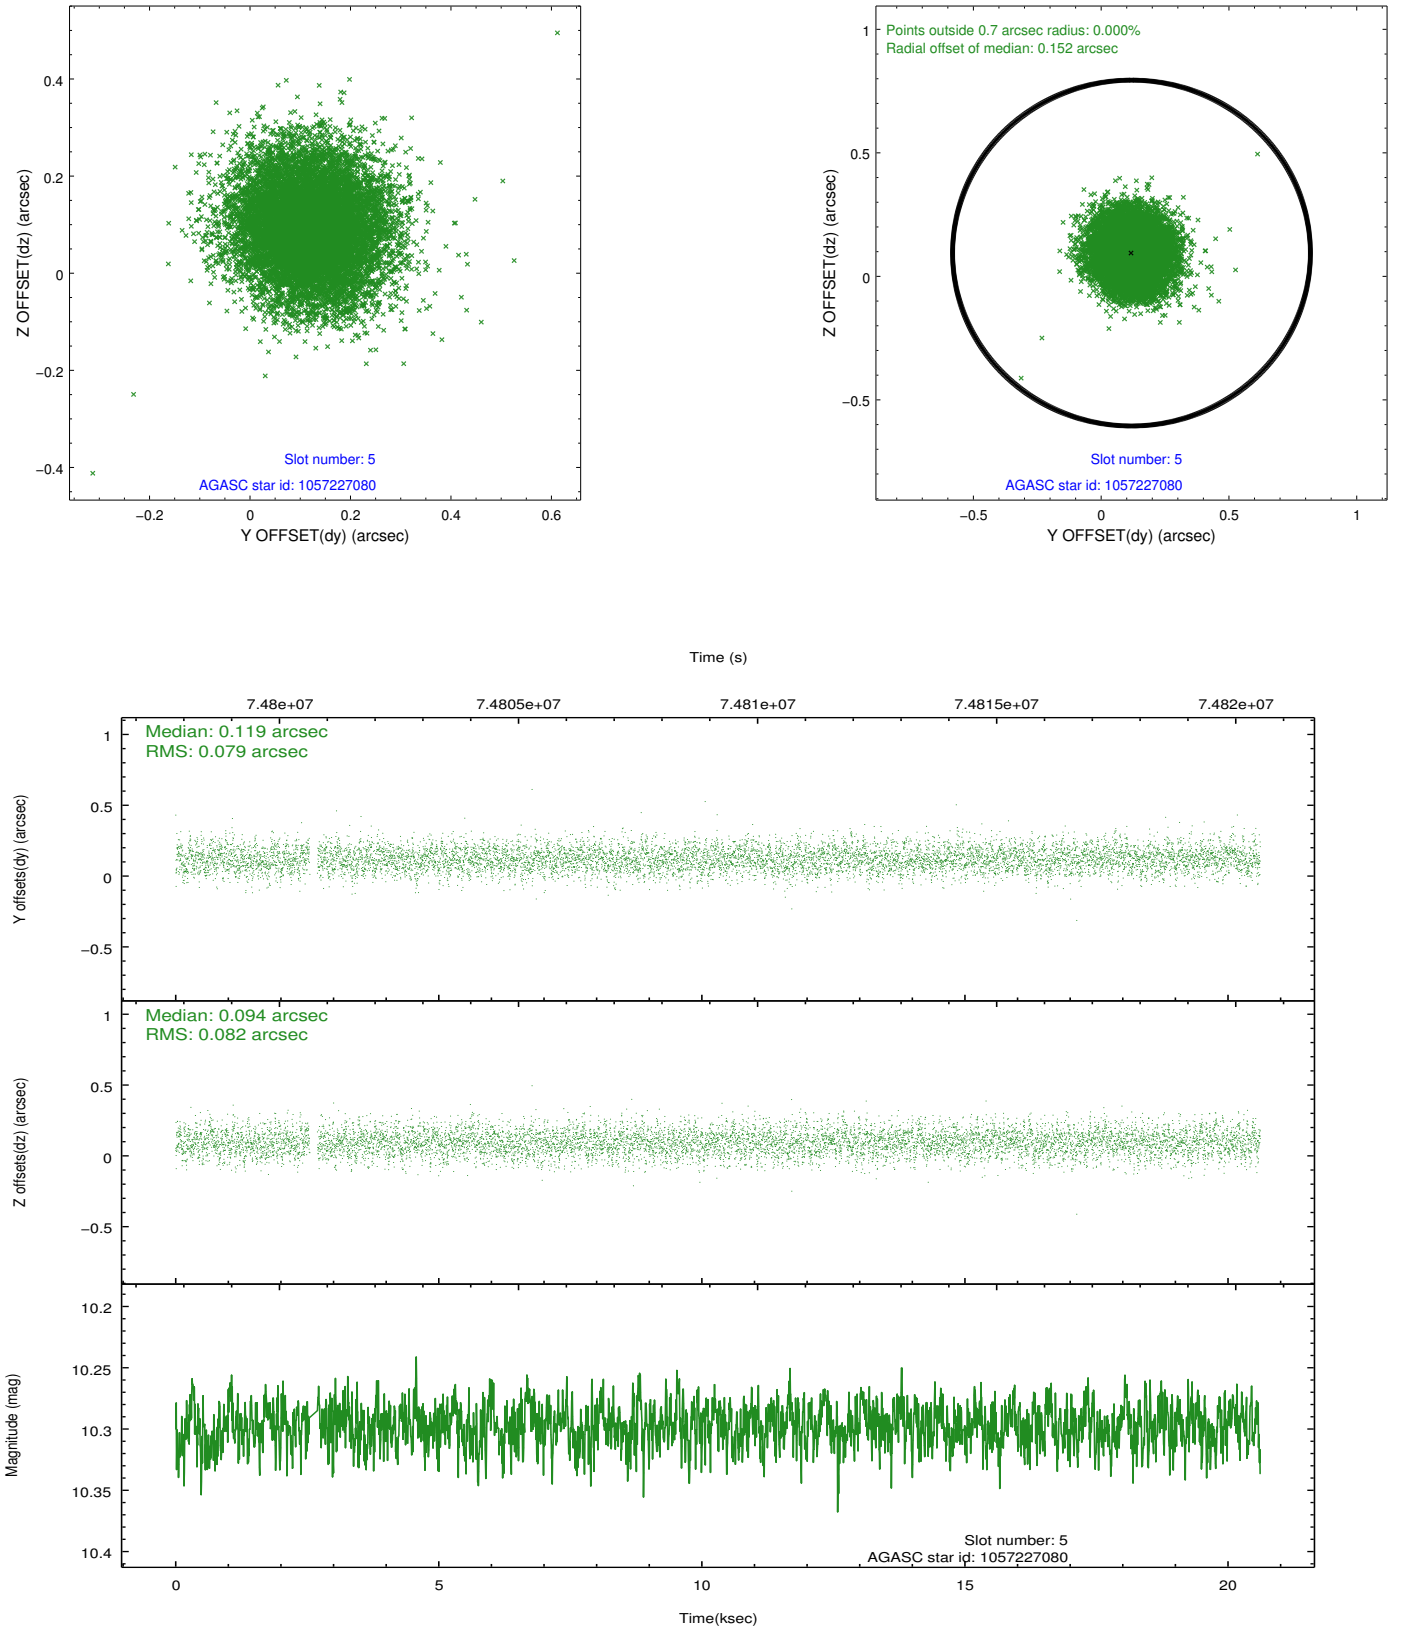 0.4
0.2
0
−0.2
−0.4
Z OFFSET(dz) (arcsec)
Slot number: 5
AGASC star id: 1057227080
−0.2
0
0.2
0.4
0.6
Y OFFSET(dy) (arcsec)
Points outside 0.7 arcsec radius: 0.000%
Radial offset of median: 0.152 arcsec
1
0.5
0
−0.5
Z OFFSET(dz) (arcsec)
Slot number: 5
AGASC star id: 1057227080
−0.5
0
0.5
1
Y OFFSET(dy) (arcsec)
Time (s)
7.48e+07
7.4805e+07
7.481e+07
7.4815e+07
7.482e+07
Median: 0.119 arcsec
RMS: 0.079 arcsec
1
0.5
0
−0.5
Y offsets(dy) (arcsec)
Median: 0.094 arcsec
RMS: 0.082 arcsec
1
0.5
0
−0.5
Z offsets(dz) (arcsec)
10.2
10.25
10.3
10.35
10.4
Magnitude (mag)
Slot number: 5
AGASC star id: 1057227080
0
5
10
15
20
Time(ksec)